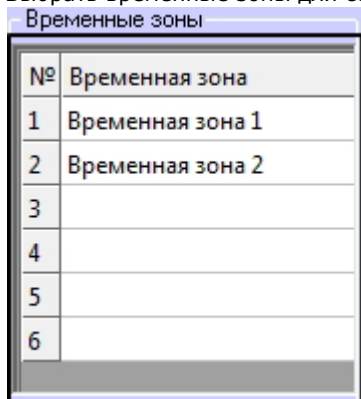 Временные зоны
№ Временная зона
1 Временная зона 1
2 Временная зона 2
3
4
5
6